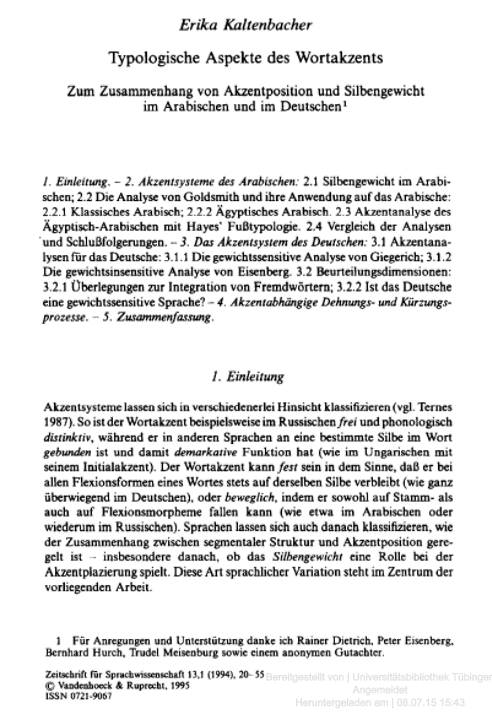 Erika Kaltenbacher
Typologische Aspekte des Wortakzents
Zum Zusammenhang von Akzentposition und Silbengewicht
im Arabischen und im Deutschen¹
1. Einleitung. – 2. Akzentsysteme des Arabischen: 2.1 Silbengewicht im Arabi-
schen; 2.2 Die Analyse von Goldsmith und ihre Anwendung auf das Arabische:
2.2.1 Klassisches Arabisch; 2.2.2 Ägyptisches Arabisch. 2.3 Akzentanalyse des
Ägyptisch-Arabischen mit Hayes' Fußtypologie. 2.4 Vergleich der Analysen
und Schlußfolgerungen. – 3. Das Akzentsystem des Deutschen: 3.1 Akzentana-
lysen für das Deutsche: 3.1.1 Die gewichtssensitive Analyse von Giegerich; 3.1.2
Die gewichtsinsensitive Analyse von Eisenberg. 3.2 Beurteilungsdimensionen:
3.2.1 Überlegungen zur Integration von Fremdwörtern; 3.2.2 Ist das Deutsche
eine gewichtssensitive Sprache? – 4. Akzentabhängige Dehnungs- und Kürzungs-
prozesse. – 5. Zusammenfassung.
1. Einleitung
Akzentsysteme lassen sich in verschiedenerlei Hinsicht klassifizieren (vgl. Ternes
1987). So ist der Wortakzent beispielsweise im Russischen frei und phonologisch
distinktiv, während er in anderen Sprachen an eine bestimmte Silbe im Wort
gebunden ist und damit demarkative Funktion hat (wie im Ungarischen mit
seinem Initialakzent). Der Wortakzent kann fest sein in dem Sinne, daß er bei
allen Flexionsformen eines Wortes stets auf derselben Silbe verbleibt (wie ganz
überwiegend im Deutschen), oder beweglich, indem er sowohl auf Stamm- als
auch auf Flexionsmorpheme fallen kann (wie etwa im Arabischen oder
wiederum im Russischen). Sprachen lassen sich auch danach klassifizieren, wie
der Zusammenhang zwischen segmentaler Struktur und Akzentposition gere-
gelt ist – insbesondere danach, ob das Silbengewicht eine Rolle bei der
Akzentplazierung spielt. Diese Art sprachlicher Variation steht im Zentrum der
vorliegenden Arbeit.
1 Für Anregungen und Unterstützung danke ich Rainer Dietrich, Peter Eisenberg,
Bernhard Hurch, Trudel Meisenburg sowie einem anonymen Gutachter.
Zeitschrift für Sprachwissenschaft 13,1 (1994), 20–55
© Vandenhoeck & Ruprecht, 1995
ISSN 0721-9067
Bereitgestellt von | Universitätsbibliothek Tübingen
Angemeldet
Heruntergeladen am | 08.07.15 15:43